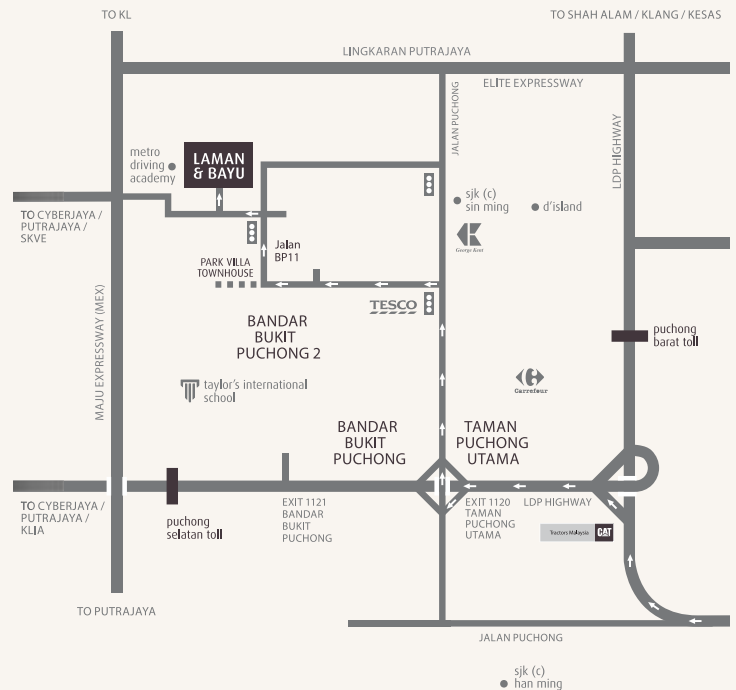 TO KL
TO SHAH ALAM / KLANG / KESAS
LINGKARAN PUTRAJAYA
ELITE EXPRESSWAY
JALAN PUCHONG
LDP HIGHWAY
metro
driving
academy
LAMAN
& BAYU
sjk (c)
sin ming
d'island
George Kent
TO CYBERJAYA /
PUTRAJAYA /
SKVE
Jalan
BP11
PARK VILLA
TOWNHOUSE
TESCO
MAJU EXPRESSWAY (MEX)
BANDAR
BUKIT
PUCHONG 2
puchong
barat toll
taylor's international
school
Carrefour
BANDAR
BUKIT
PUCHONG
TAMAN
PUCHONG
UTAMA
TO CYBERJAYA /
PUTRAJAYA /
KLIA
puchong
selatan toll
EXIT 1121
BANDAR
BUKIT
PUCHONG
EXIT 1120
TAMAN
PUCHONG
UTAMA
LDP HIGHWAY
Tractors Malaysia
CAT
TO PUTRAJAYA
JALAN PUCHONG
sjk (c)
han ming